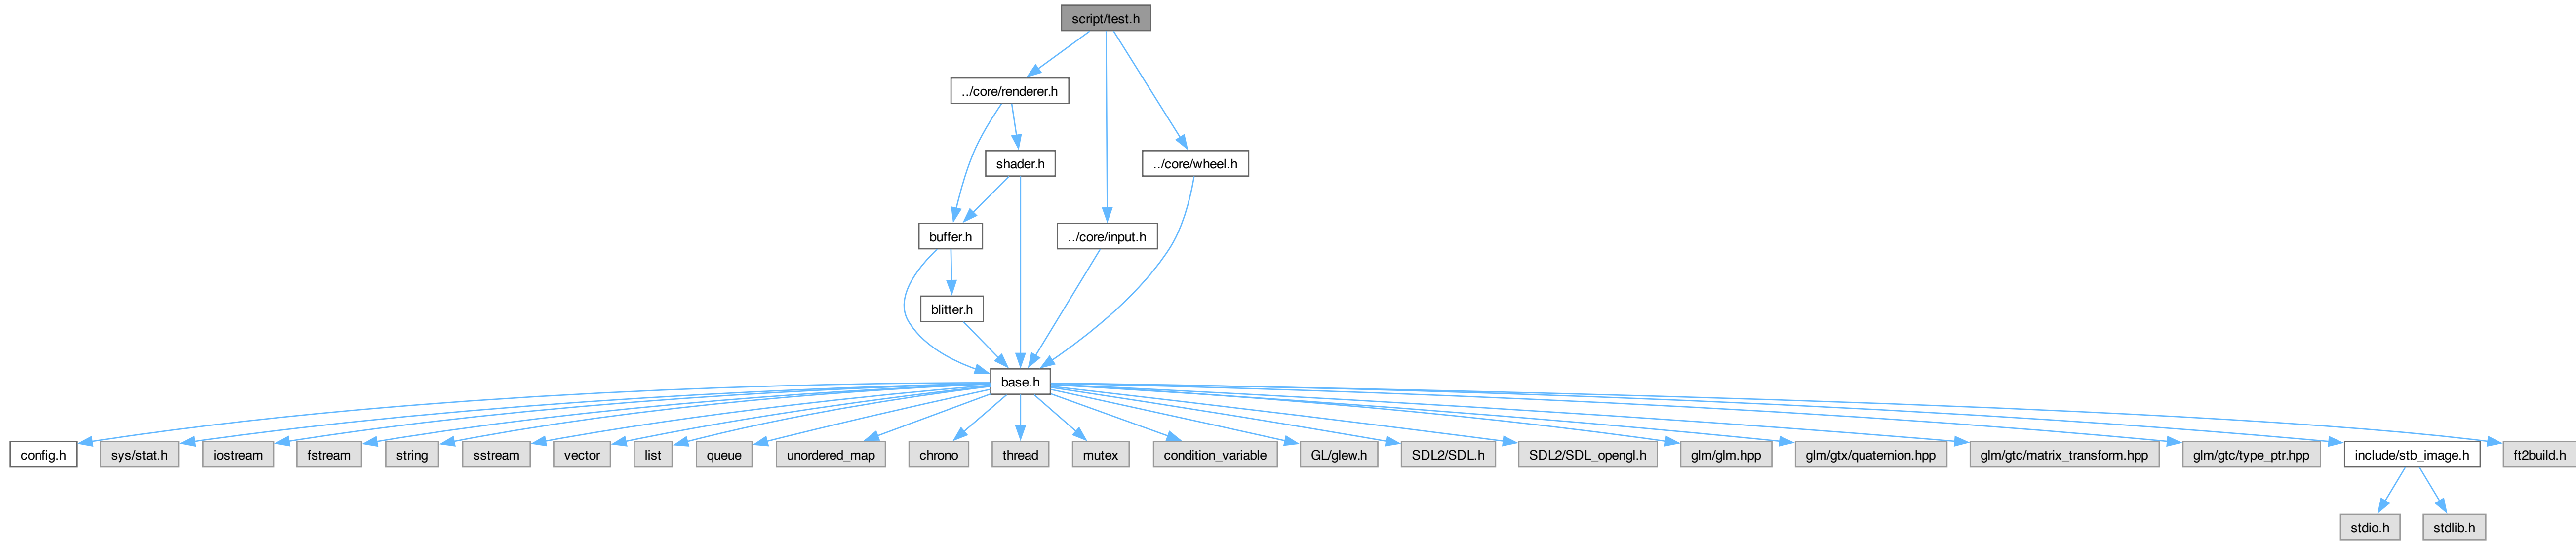 script/test.h
../core/renderer.h
shader.h
../core/wheel.h
buffer.h
../core/input.h
blitter.h
base.h
config.h
sys/stat.h
iostream
fstream
string
sstream
vector
list
queue
unordered_map
chrono
thread
mutex
condition_variable
GL/glew.h
SDL2/SDL.h
SDL2/SDL_opengl.h
glm/glm.hpp
glm/gtx/quaternion.hpp
glm/gtc/matrix_transform.hpp
glm/gtc/type_ptr.hpp
include/stb_image.h
ft2build.h
stdio.h
stdlib.h